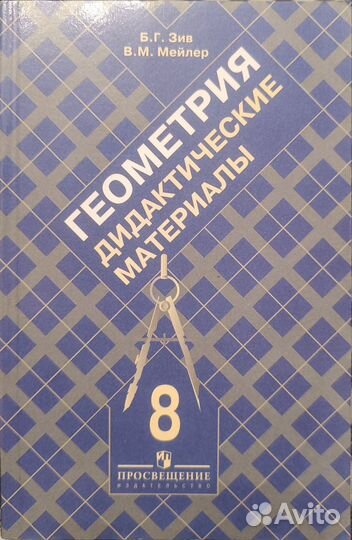 Б.Г. Зив
В.М. Мейлер
ГЕОМЕТРИЯ
ДИДАКТИЧЕСКИЕ
МАТЕРИАЛЫ
8
ПРОСВЕЩЕНИЕ
ИЗДАТЕЛЬСТВО
Avito